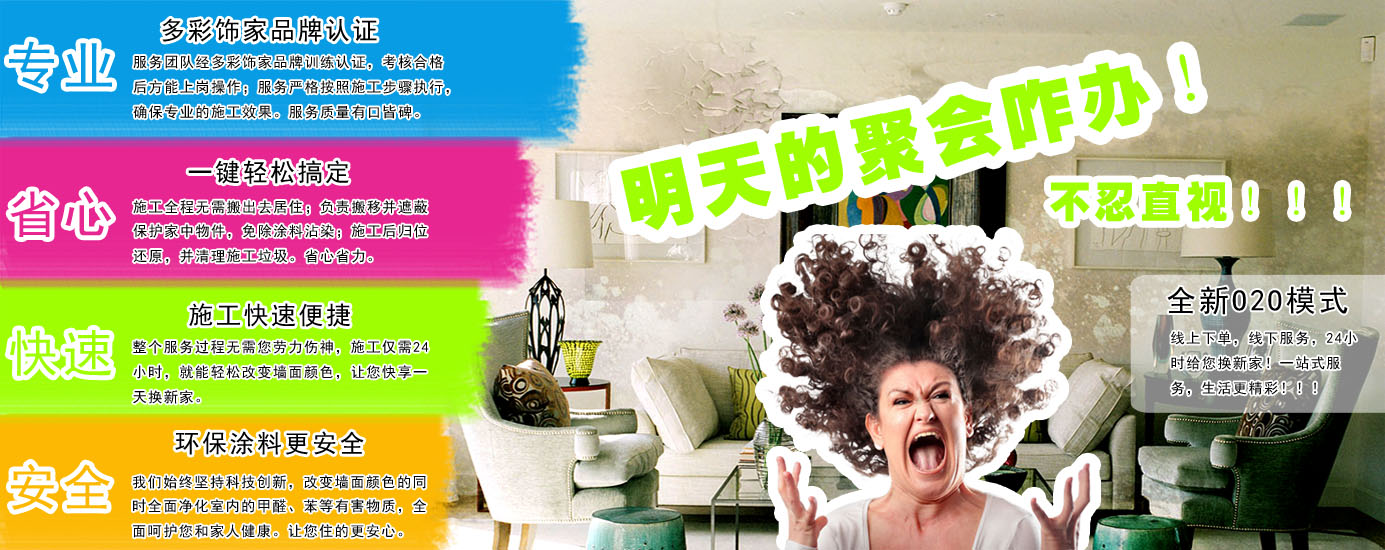 专业
多彩饰家品牌认证
服务团队经多彩饰家品牌训练认证，考核合格
后方能上岗操作；服务严格按照施工步骤执行，
确保专业的施工效果。服务质量有口皆碑。
省心
一键轻松搞定
施工全程无需搬出去居住；负责搬移并遮蔽
保护家中物件，免除涂料沾染；施工后归位
还原，并清理施工垃圾。省心省力。
快速
施工快速便捷
整个服务过程无需您劳力伤神，施工仅需24
小时，就能轻松改变墙面颜色，让您快享一
天换新家。
安全
环保涂料更安全
我们始终坚持科技创新，改变墙面颜色的同
时全面净化室内的甲醛、苯等有害物质，全
面呵护您和家人健康。让您住的更安心。
明天的聚会咋办！
不忍直视！！！
全新020模式
线上下单，线下服务，24小
时给您换新家！一站式服
务，生活更精彩！！！